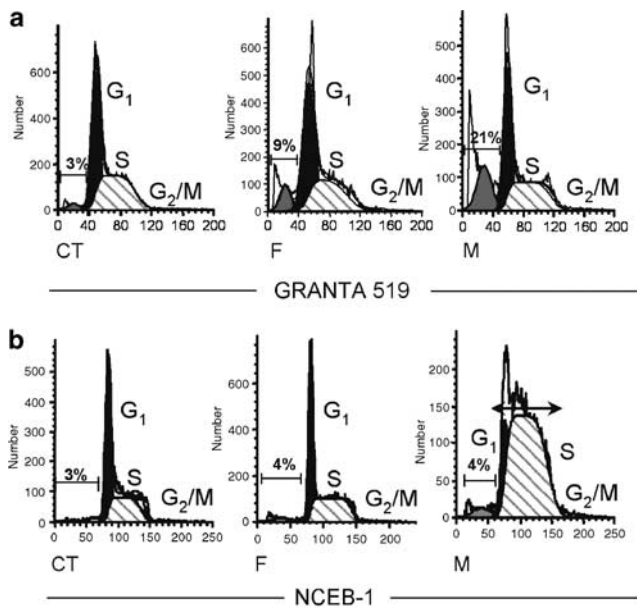 a
600
400
200
0
Number
3%
G1
S
G2/M
0 40 80 120 160 200
CT
700
600
500
400
300
200
100
0
Number
9%
G1
S
G2/M
0 40 80 120 160 200
F
500
400
300
200
100
0
Number
21%
G1
S
G2/M
0 40 80 120 160 200
M
GRANTA 519
b
500
400
300
200
100
0
Number
3%
G1
S
G2/M
0 50 100 150 200 250
CT
600
400
200
0
Number
4%
G1
S
G2/M
0 50 100 150 200 250
F
200
150
100
50
0
Number
4%
G1
S
G2/M
0 50 100 150 200 250
M
NCEB-1